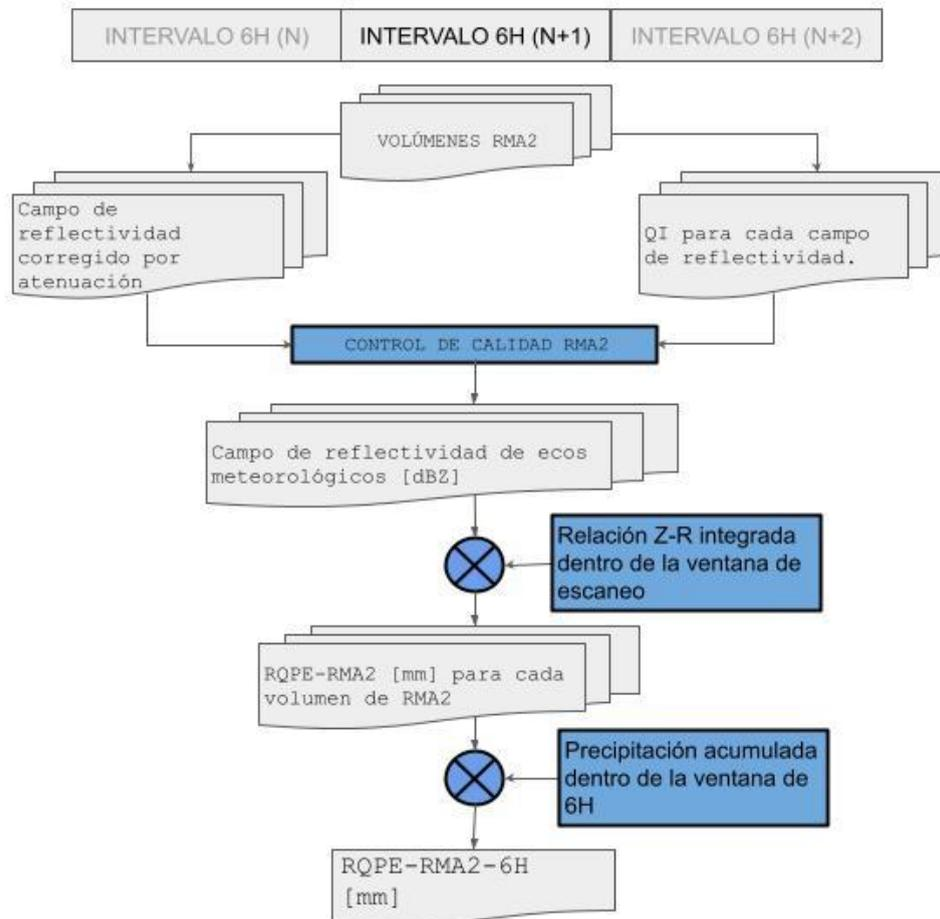 INTERVALO 6H (N) INTERVALO 6H (N+1) INTERVALO 6H (N+2)
VOLÚMENES RMA2
Campo de
reflectividad
corregido por
atenuación
QI para cada campo
de reflectividad.
CONTROL DE CALIDAD RMA2
Campo de reflectividad de ecos
meteorológicos [dBZ]
Relación Z-R integrada
dentro de la ventana de
escaneo
RQPE-RMA2 [mm] para cada
volumen de RMA2
Precipitación acumulada
dentro de la ventana de
6H
RQPE-RMA2-6H
[mm]